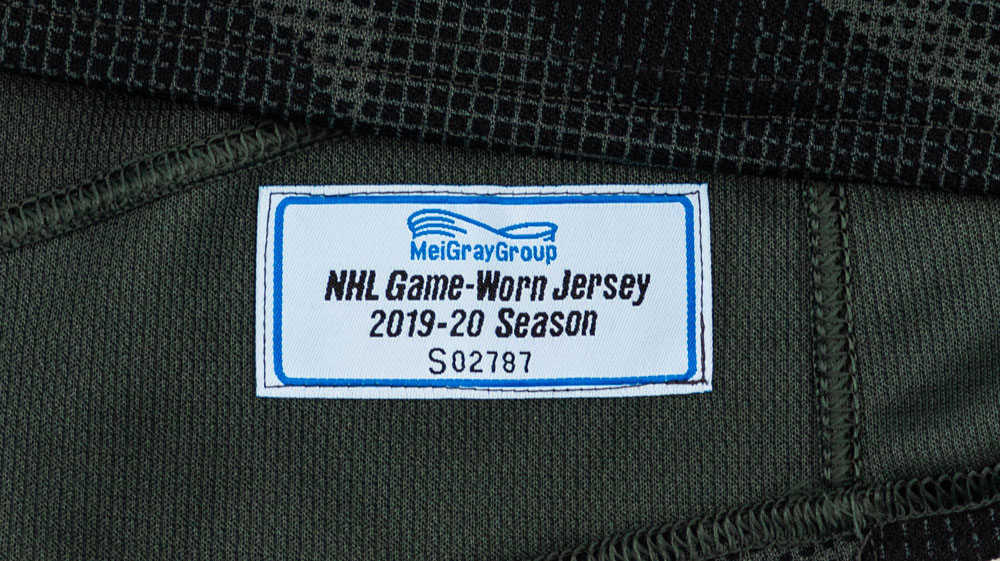 MeiGrayGroup
NHL Game-Worn Jersey
2019-20 Season
S02787